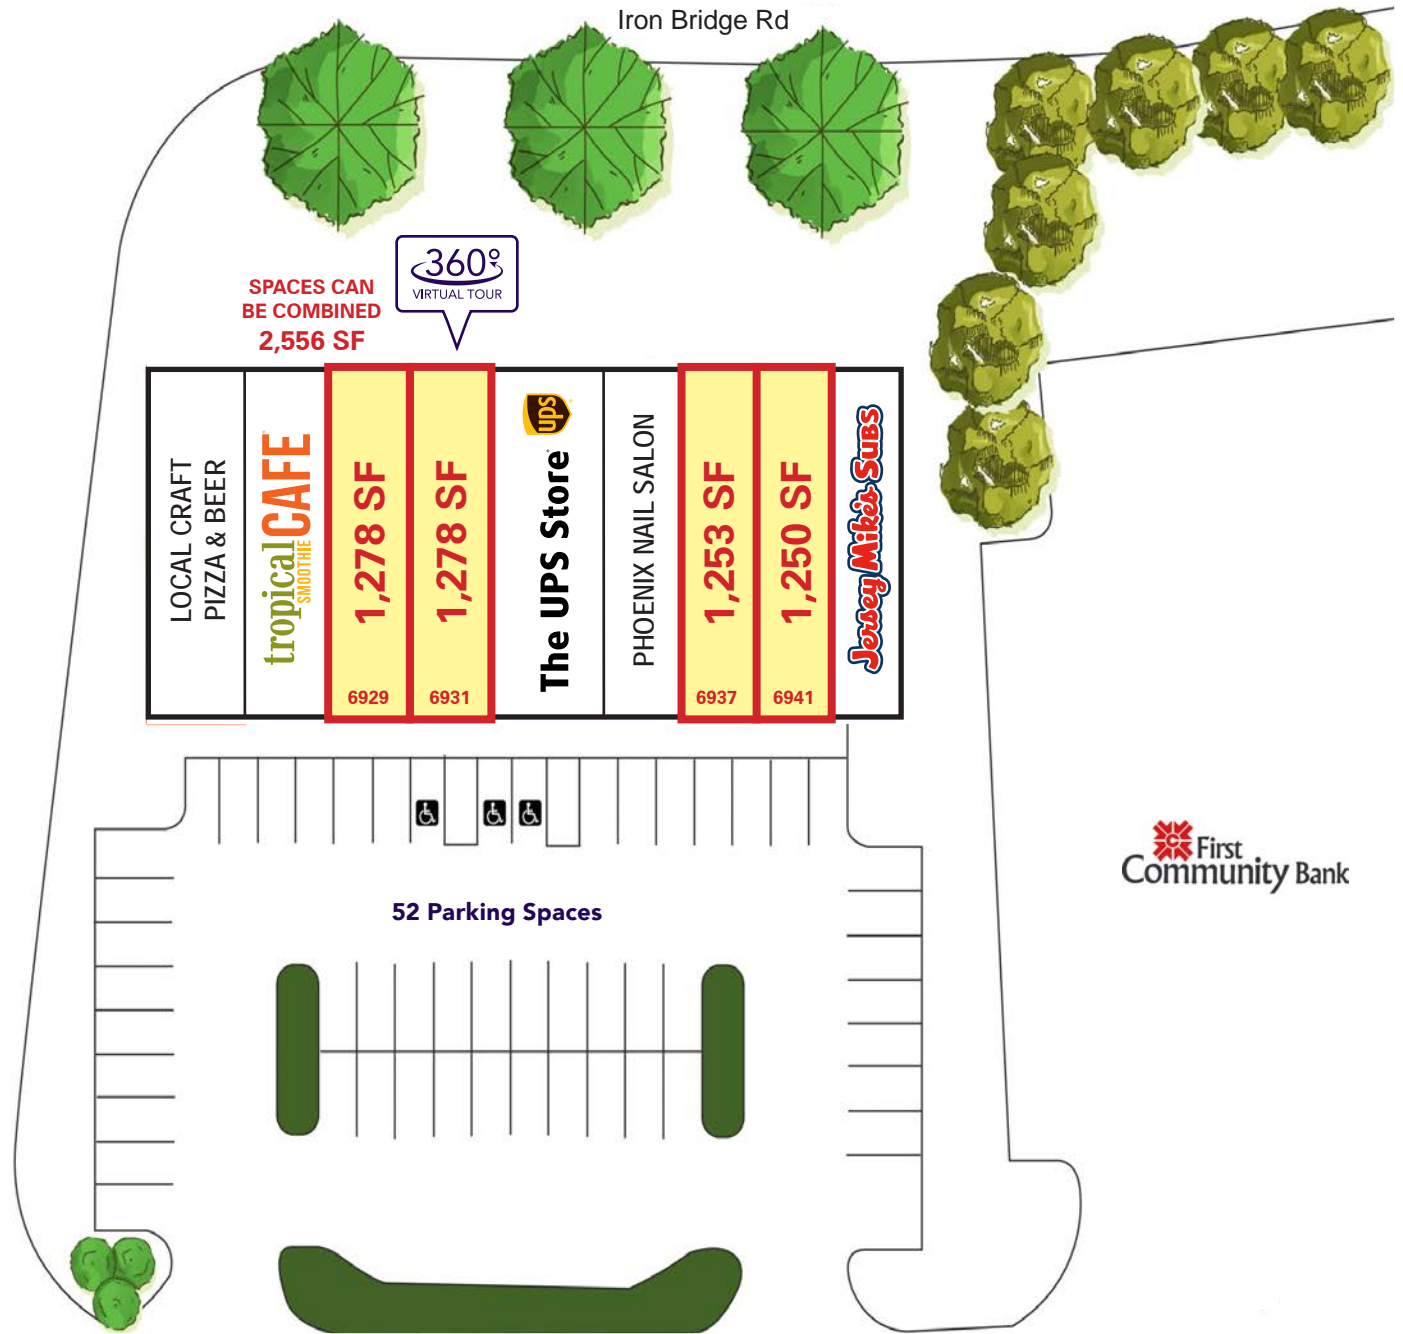 Iron Bridge Rd
360°
VIRTUAL TOUR
SPACES CAN
BE COMBINED
2,556 SF
LOCAL CRAFT
PIZZA & BEER
tropical CAFE
SMOOTHIE
1,278 SF
6929
1,278 SF
6931
ups
The UPS Store
PHOENIX NAIL SALON
1,253 SF
6937
1,250 SF
6941
Jersey Mike's Subs
52 Parking Spaces
First
Community Bank